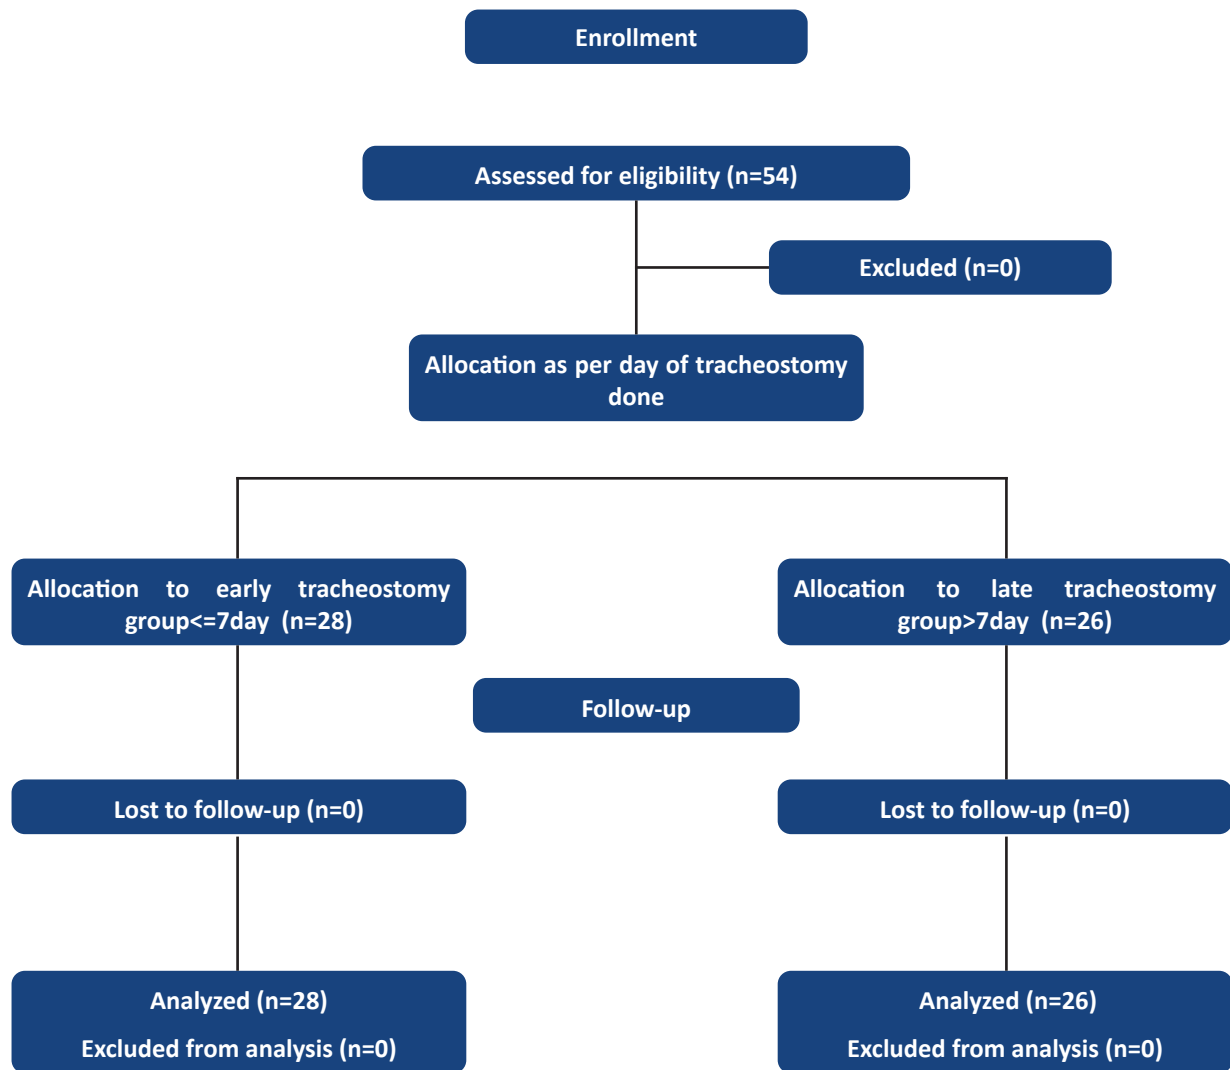 Enrollment
Assessed for eligibility (n=54)
Excluded (n=0)
Allocation as per day of tracheostomy
done
Allocation to early tracheostomy
group<=7day (n=28)
Allocation to late tracheostomy
group>7day (n=26)
Follow-up
Lost to follow-up (n=0)
Lost to follow-up (n=0)
Analyzed (n=28)
Excluded from analysis (n=0)
Analyzed (n=26)
Excluded from analysis (n=0)